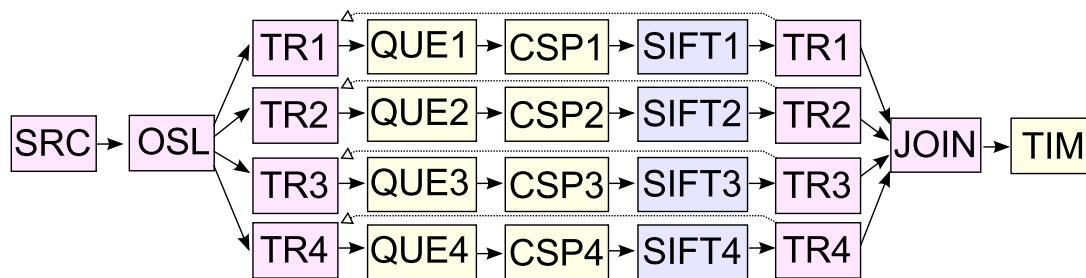 TR1 QUE1 CSP1 SIFT1 TR1
TR2 QUE2 CSP2 SIFT2 TR2
SRC OSL JOIN TIM
TR3 QUE3 CSP3 SIFT3 TR3
TR4 QUE4 CSP4 SIFT4 TR4